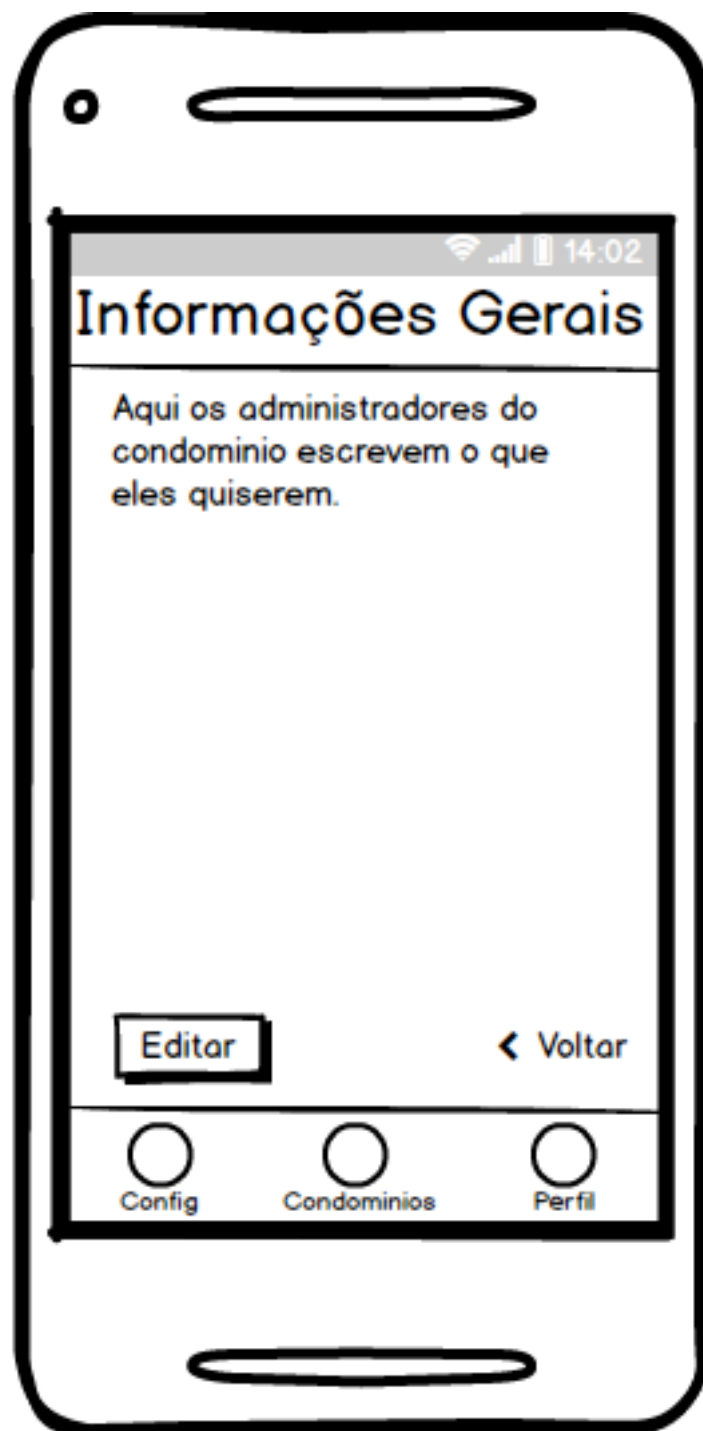 14:02
Informações Gerais
Aqui os administradores do
condominio escrevem o que
eles quiserem.
Editar
Voltar
Config
Condominios
Perfil